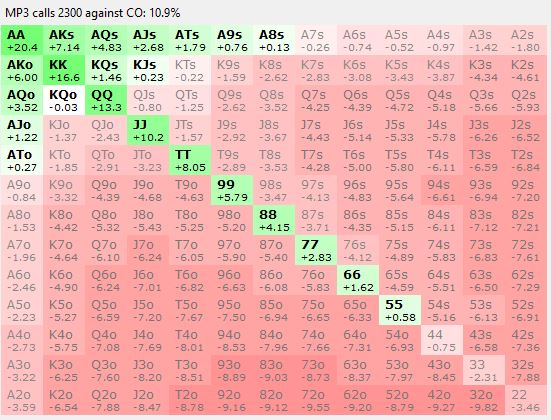 MP3 calls 2300 against CO: 10.9%
AA AKs AQs AJs ATs A9s A8s A7s A6s A5s A4s A3s A2s
+20.4 +7.14 +4.83 +2.68 +1.79 +0.76 +0.13 -0.26 -0.74 -0.52 -0.97 -1.42 -1.80
AKo KK KQs KJs KTs K9s K8s K7s K6s K5s K4s K3s K2s
+6.00 +16.6 +1.46 +0.23 -0.22 -1.59 -2.62 -2.83 -3.08 -3.43 -3.87 -4.34 -4.61
AQo KQo QQ QJs QTs Q9s Q8s Q7s Q6s Q5s Q4s Q3s Q2s
+3.52 -0.03 +13.3 -0.80 -1.25 -2.62 -3.52 -4.25 -4.39 -4.72 -5.18 -5.66 -5.93
AJo KJo QJo JJ JTs J9s J8s J7s J6s J5s J4s J3s J2s
+1.22 -1.37 -2.43 +10.2 -1.57 -2.92 -3.67 -4.43 -5.14 -5.33 -5.78 -6.26 -6.52
ATo KTo QTo JTo TT T9s T8s T7s T6s T5s T4s T3s T2s
+0.27 -1.85 -2.91 -3.23 +8.05 -2.89 -3.53 -4.28 -5.00 -5.80 -6.11 -6.59 -6.84
A9o K9o Q9o J9o T9o 99 98s 97s 96s 95s 94s 93s 92s
-0.84 -3.32 -4.39 -4.68 -4.63 +5.79 -3.47 -4.13 -4.83 -5.64 -6.61 -6.94 -7.20
A8o K8o Q8o J8o T8o 98o 88 87s 86s 85s 84s 83s 82s
-1.53 -4.42 -5.32 -5.43 -5.25 -5.20 +4.15 -3.71 -4.35 -5.15 -6.11 -7.12 -7.21
A7o K7o Q7o J7o T7o 97o 87o 77 76s 75s 74s 73s 72s
-1.96 -4.64 -6.10 -6.24 -6.05 -5.90 -5.40 +2.83 -4.12 -4.89 -5.83 -6.83 -7.61
A6o K6o Q6o J6o T6o 96o 86o 76o 66 65s 64s 63s 62s
-2.46 -4.90 -6.24 -7.01 -6.82 -6.63 -6.08 -5.83 +1.62 -4.59 -5.51 -6.50 -7.29
A5o K5o Q5o J5o T5o 95o 85o 75o 65o 55 54s 53s 52s
-2.23 -5.27 -6.59 -7.20 -7.67 -7.50 -6.94 -6.65 -6.33 +0.58 -5.16 -6.13 -6.91
A4o K4o Q4o J4o T4o 94o 84o 74o 64o 54o 44 43s 42s
-2.73 -5.75 -7.08 -7.69 -8.01 -8.53 -7.96 -7.66 -7.31 -6.93 -0.75 -6.58 -7.36
A3o K3o Q3o J3o T3o 93o 83o 73o 63o 53o 43o 33 32s
-3.22 -6.25 -7.60 -8.20 -8.51 -8.89 -9.03 -8.73 -8.37 -7.97 -8.45 -2.31 -7.88
A2o K2o Q2o J2o T2o 92o 82o 72o 62o 52o 42o 32o 22
-3.59 -6.54 -7.88 -8.47 -8.78 -9.16 -9.12 -9.55 -9.20 -8.79 -9.27 -9.82 -3.46